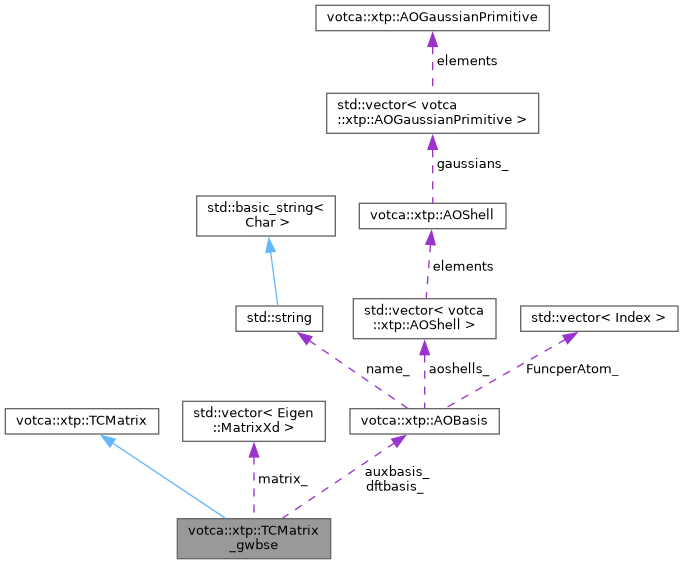 votca::xtp::AOGaussianPrimitive
elements
std::vector< votca
::xtp::AOGaussianPrimitive >
gaussians_
std::basic_string<
Char >
votca::xtp::AOShell
elements
std::string
std::vector< votca
::xtp::AOShell >
std::vector< Index >
name_
aoshells_
FuncperAtom_
votca::xtp::TCMatrix
std::vector< Eigen
::MatrixXd >
votca::xtp::AOBasis
matrix_
auxbasis_
dftbasis_
votca::xtp::TCMatrix
_gwbse